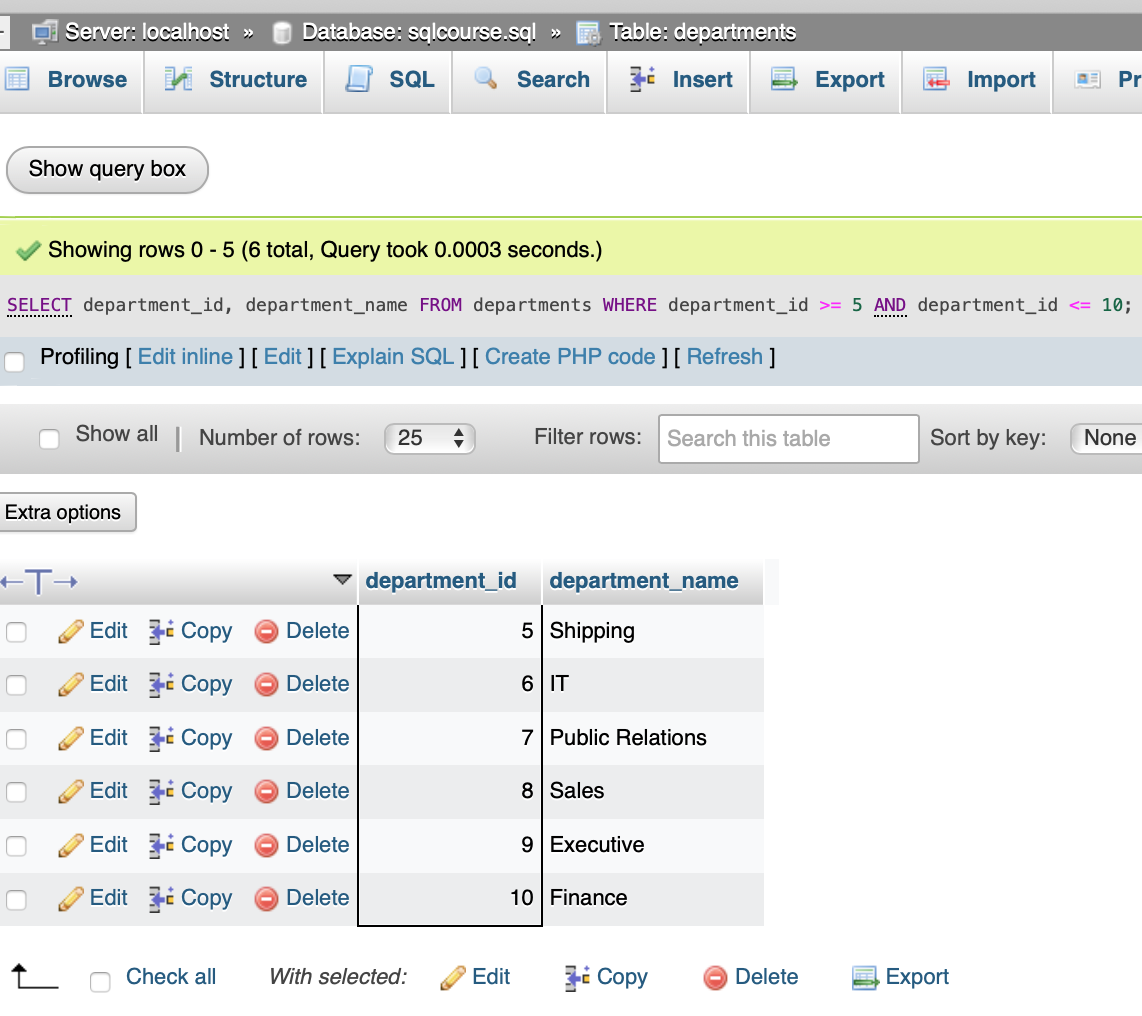 Server: localhost » Database: sqlcourse.sql » Table: departments
Browse Structure SQL Search Insert Export Import Pr
Show query box
Showing rows 0 - 5 (6 total, Query took 0.0003 seconds.)
SELECT department_id, department_name FROM departments WHERE department_id >= 5 AND department_id <= 10;
Profiling [ Edit inline ] [ Edit ] [ Explain SQL ] [ Create PHP code ] [ Refresh ]
Show all | Number of rows: 25 Filter rows: Search this table Sort by key: None
Extra options
←T→ department_id department_name
Edit Copy Delete 5 Shipping
Edit Copy Delete 6 IT
Edit Copy Delete 7 Public Relations
Edit Copy Delete 8 Sales
Edit Copy Delete 9 Executive
Edit Copy Delete 10 Finance
Check all With selected: Edit Copy Delete Export